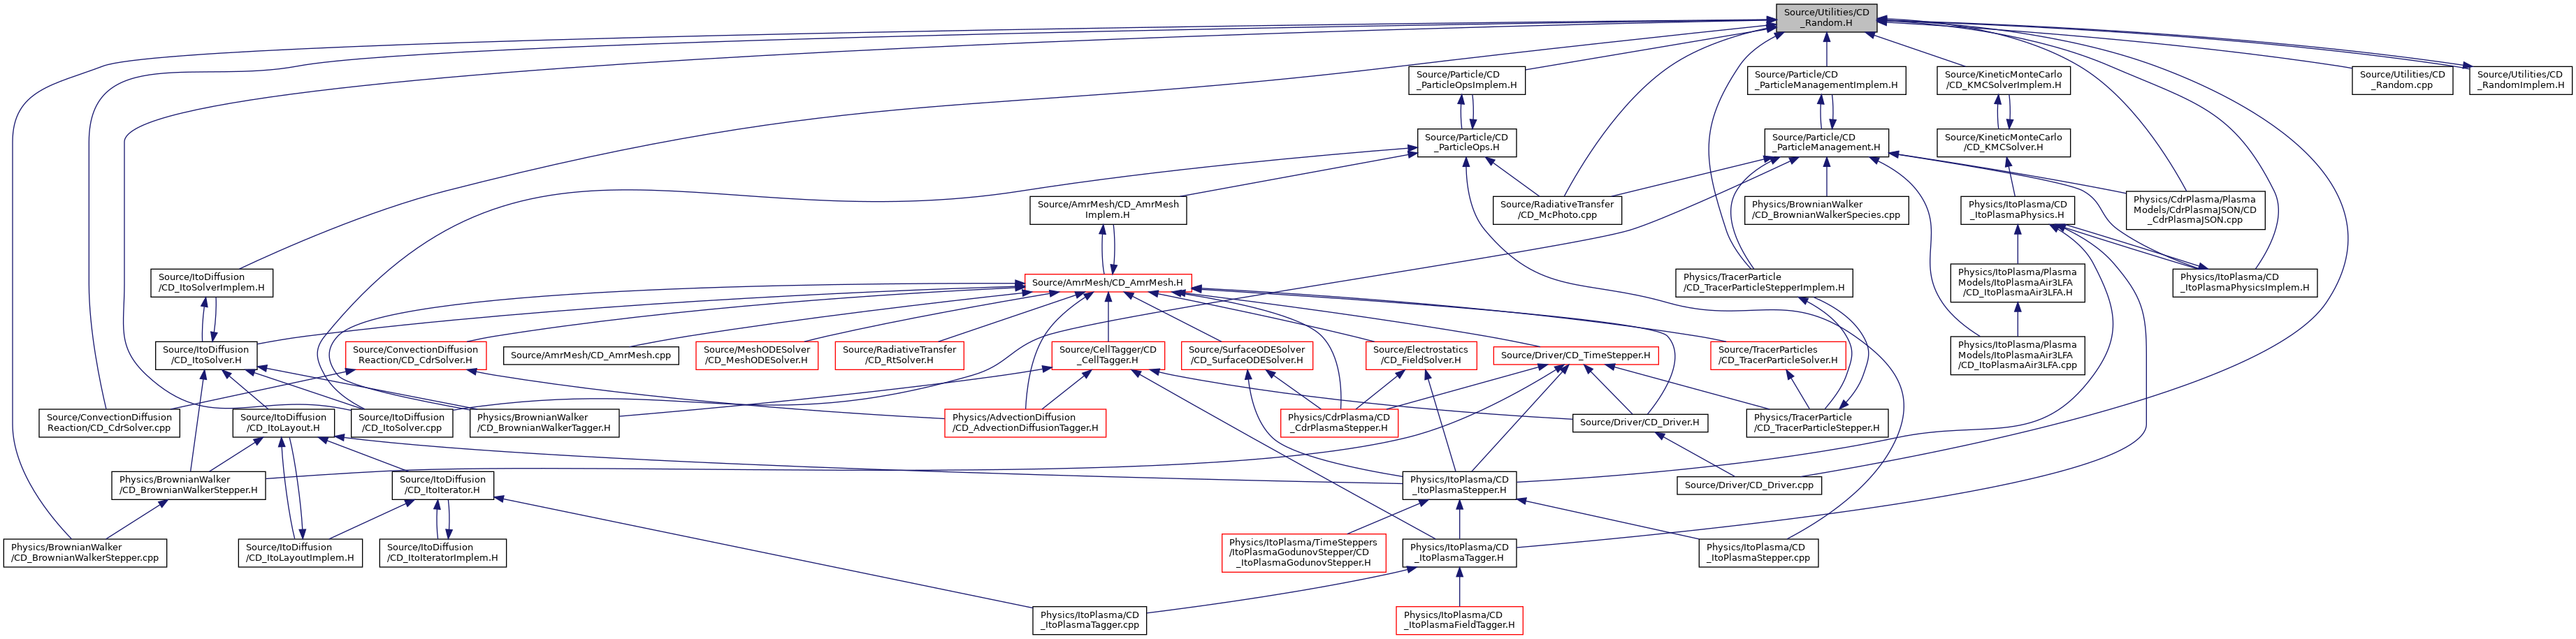 Source/Utilities/CD
_Random.H
Source/Particle/CD
_ParticleOpsImplem.H
Source/Particle/CD
_ParticleManagementImplem.H
Source/KineticMonteCarlo
/CD_KMCSolverImplem.H
Source/Utilities/CD
_Random.cpp
Source/Utilities/CD
_RandomImplem.H
Source/Particle/CD
_ParticleOps.H
Source/Particle/CD
_ParticleManagement.H
Source/KineticMonteCarlo
/CD_KMCSolver.H
Source/AmrMesh/CD_AmrMesh
Implem.H
Source/RadiativeTransfer
/CD_McPhoto.cpp
Physics/BrownianWalker
/CD_BrownianWalkerSpecies.cpp
Physics/ItoPlasma/CD
_ItoPlasmaPhysics.H
Physics/CdrPlasma/Plasma
Models/CdrPlasmaJSON/CD
_CdrPlasmaJSON.cpp
Source/ItoDiffusion
/CD_ItoSolverImplem.H
Source/AmrMesh/CD_AmrMesh.H
Physics/TracerParticle
/CD_TracerParticleStepperImplem.H
Physics/ItoPlasma/Plasma
Models/ItoPlasmaAir3LFA
/CD_ItoPlasmaAir3LFA.H
Physics/ItoPlasma/CD
_ItoPlasmaPhysicsImplem.H
Source/ItoDiffusion
/CD_ItoSolver.H
Source/ConvectionDiffusion
Reaction/CD_CdrSolver.H
Source/AmrMesh/CD_AmrMesh.cpp
Source/MeshODESolver
/CD_MeshODESolver.H
Source/RadiativeTransfer
/CD_RtSolver.H
Source/CellTagger/CD
_CellTagger.H
Source/SurfaceODESolver
/CD_SurfaceODESolver.H
Source/Electrostatics
/CD_FieldSolver.H
Source/Driver/CD_TimeStepper.H
Source/TracerParticles
/CD_TracerParticleSolver.H
Physics/ItoPlasma/Plasma
Models/ItoPlasmaAir3LFA
/CD_ItoPlasmaAir3LFA.cpp
Source/ConvectionDiffusion
Reaction/CD_CdrSolver.cpp
Source/ItoDiffusion
/CD_ItoLayout.H
Source/ItoDiffusion
/CD_ItoSolver.cpp
Physics/BrownianWalker
/CD_BrownianWalkerTagger.H
Physics/AdvectionDiffusion
/CD_AdvectionDiffusionTagger.H
Physics/CdrPlasma/CD
_CdrPlasmaStepper.H
Source/Driver/CD_Driver.H
Physics/TracerParticle
/CD_TracerParticleStepper.H
Physics/BrownianWalker
/CD_BrownianWalkerStepper.H
Source/ItoDiffusion
/CD_ItoIterator.H
Physics/ItoPlasma/CD
_ItoPlasmaStepper.H
Source/Driver/CD_Driver.cpp
Physics/BrownianWalker
/CD_BrownianWalkerStepper.cpp
Source/ItoDiffusion
/CD_ItoLayoutImplem.H
Source/ItoDiffusion
/CD_ItoIteratorImplem.H
Physics/ItoPlasma/TimeSteppers
/ItoPlasmaGodunovStepper/CD
_ItoPlasmaGodunovStepper.H
Physics/ItoPlasma/CD
_ItoPlasmaTagger.H
Physics/ItoPlasma/CD
_ItoPlasmaStepper.cpp
Physics/ItoPlasma/CD
_ItoPlasmaTagger.cpp
Physics/ItoPlasma/CD
_ItoPlasmaFieldTagger.H